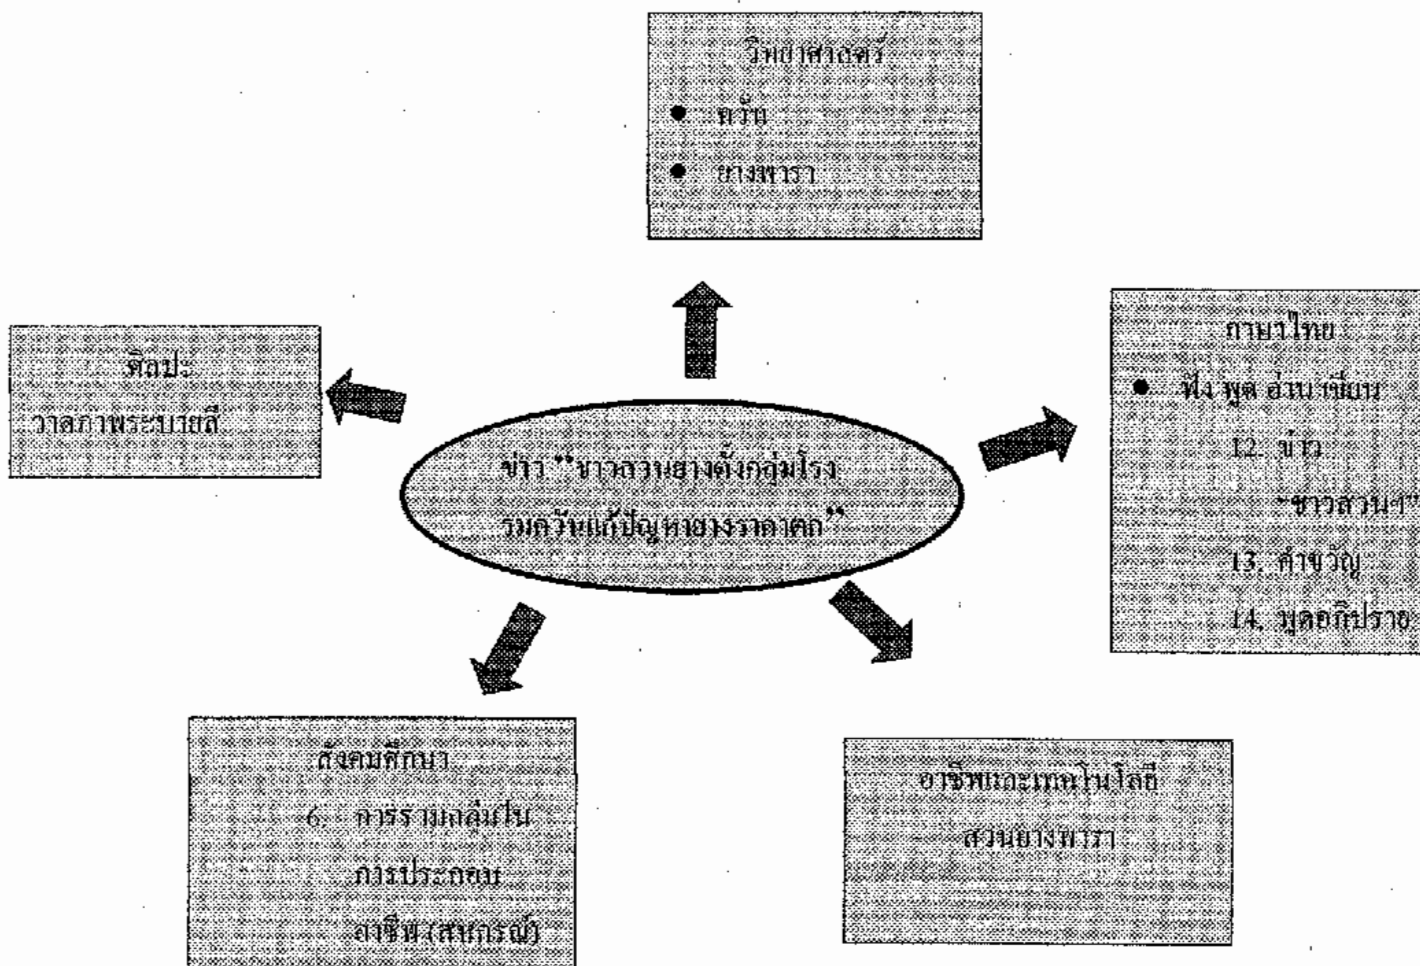 วิทยาศาสตร์
● ควัน
● ยางพารา
ศิลปะ
วาดภาพระบายสี
ข่าว "ชาวสวนยางตั้งกลุ่มโรง
รมควันแก้ปัญหายางราคาตก"
ภาษาไทย
● ฟัง พูด อ่าน เขียน
12. ข่าว
"ชาวสวนฯ"
13. คำขวัญ
14. พูดอภิปราย
สังคมศึกษา
6. การรวมกลุ่มใน
การประกอบ
อาชีพ (สหกรณ์)
อาชีพและเทคโนโลยี
สวนยางพารา